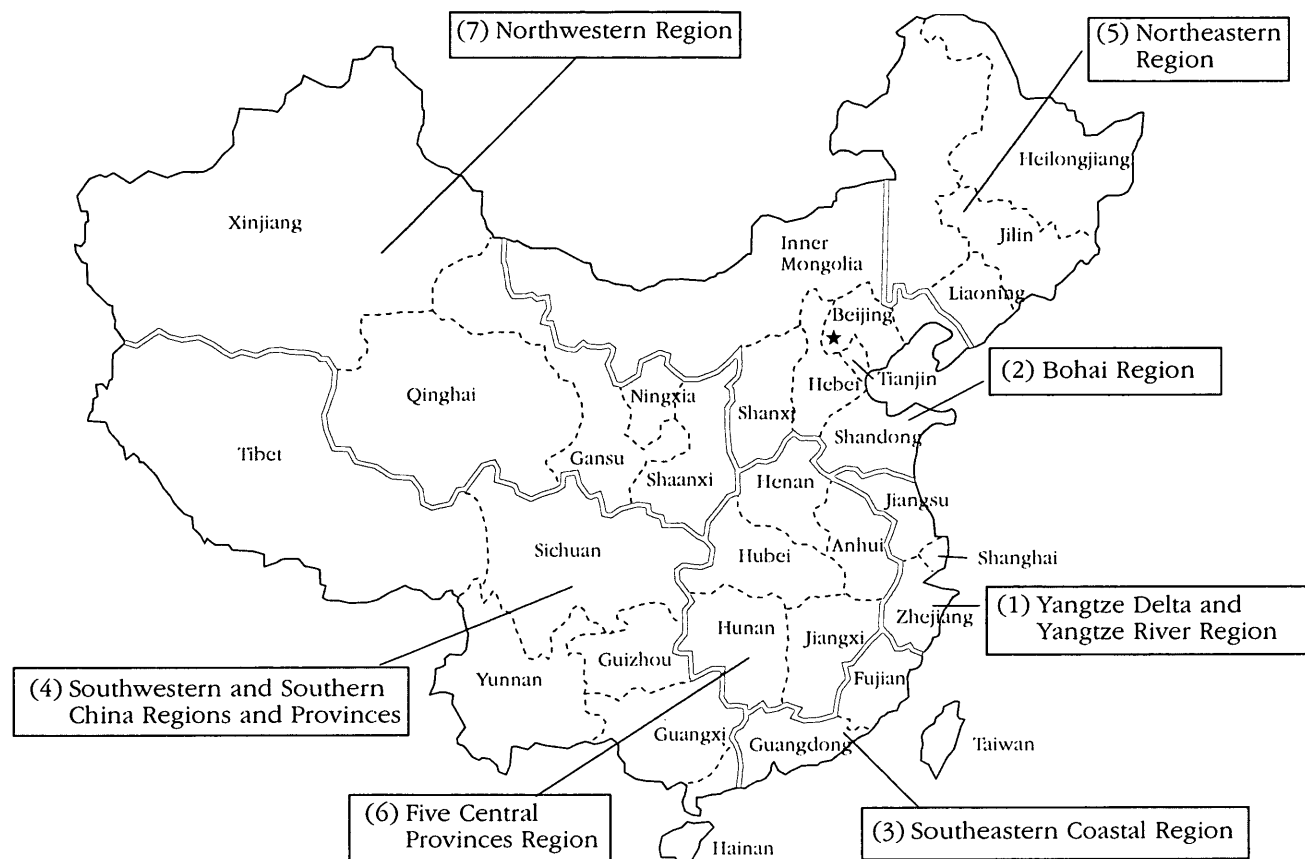 (7) Northwestern Region
(5) Northeastern
Region
Heilongjiang
Xinjiang
Inner
Mongolia
Jilin
Liaoning
Beijing
Tianjin
Hebei
(2) Bohai Region
Qinghai
Ningxia
Shanxi
Shandong
Tibet
Gansu
Shaanxi
Henan
Jiangsu
Sichuan
Hubei
Anhui
Shanghai
(1) Yangtze Delta and
Yangtze River Region
Zhejiang
Hunan
Jiangxi
Guizhou
Yunnan
Fujian
(4) Southwestern and Southern
China Regions and Provinces
Guangxi
Guangdong
Taiwan
(6) Five Central
Provinces Region
(3) Southeastern Coastal Region
Hainan